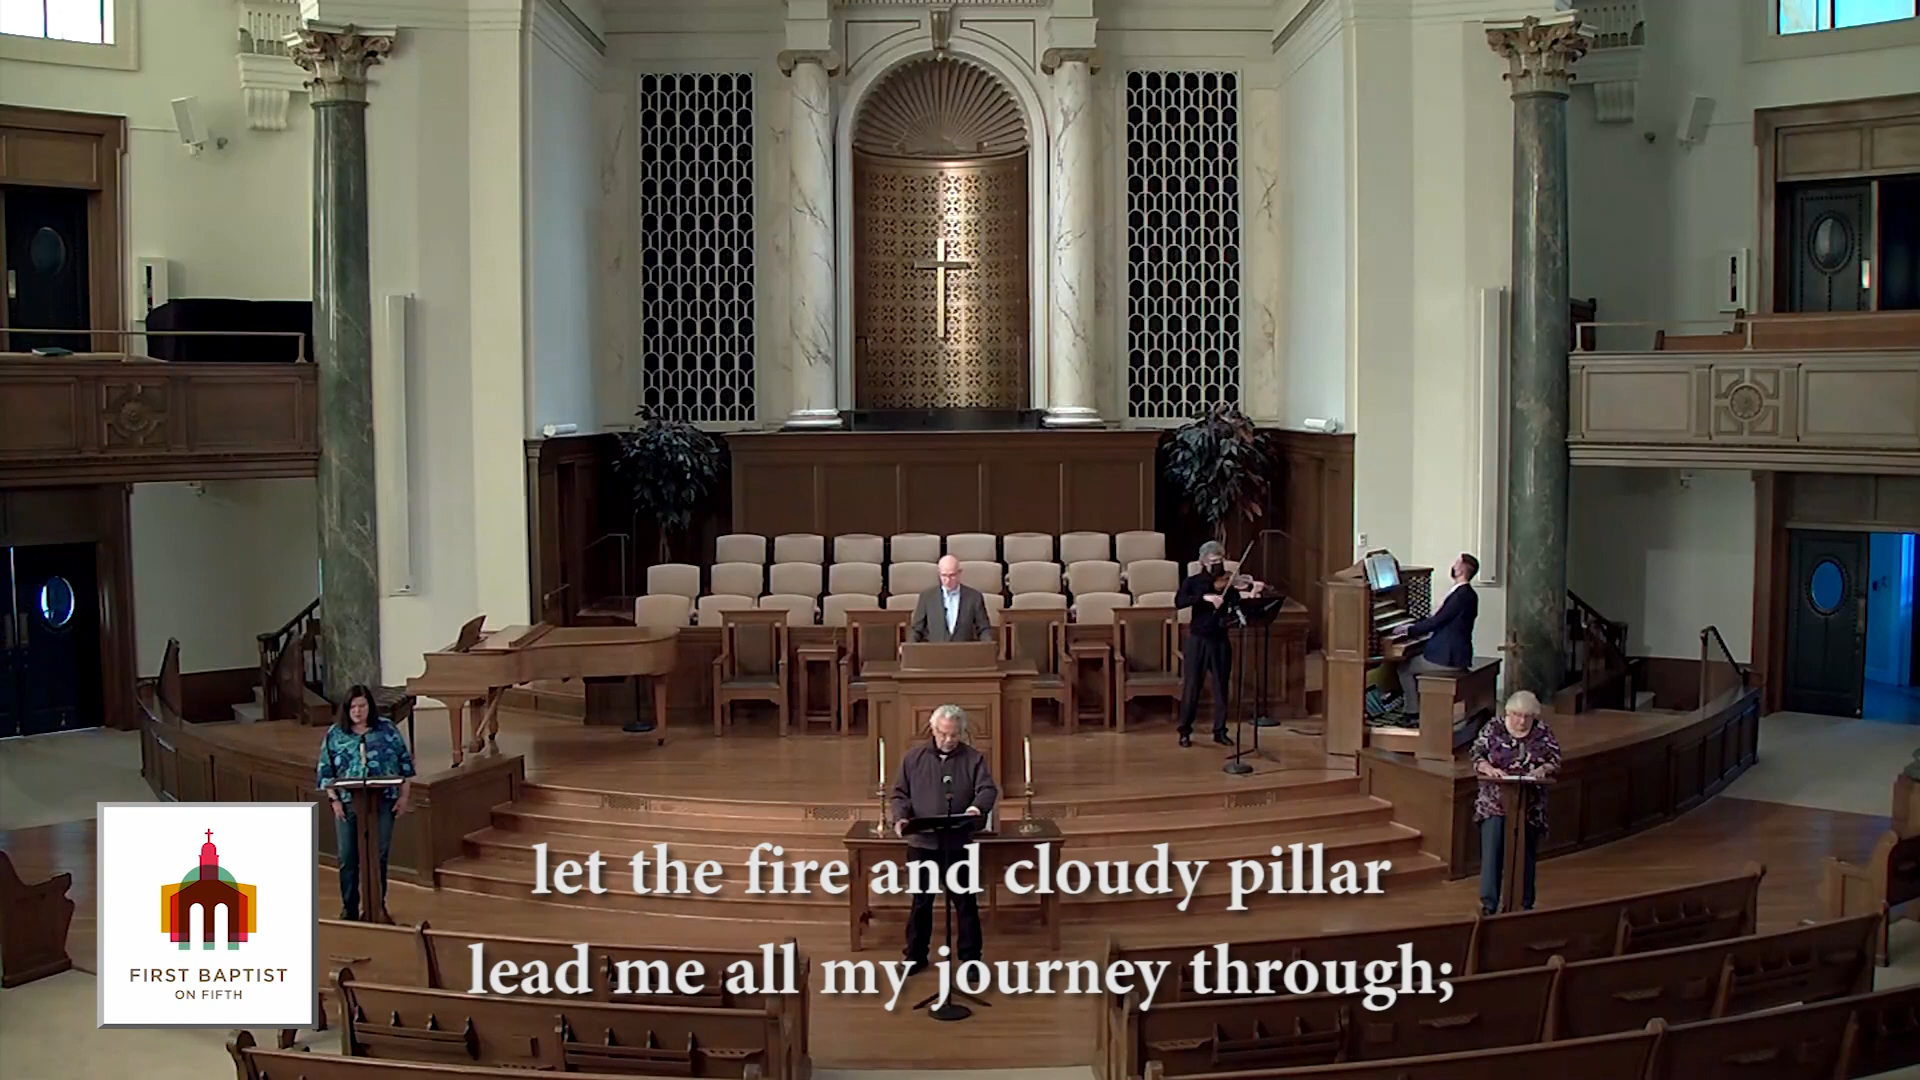 let the fire and cloudy pillar
lead me all my journey through;
FIRST BAPTIST
ON FIFTH